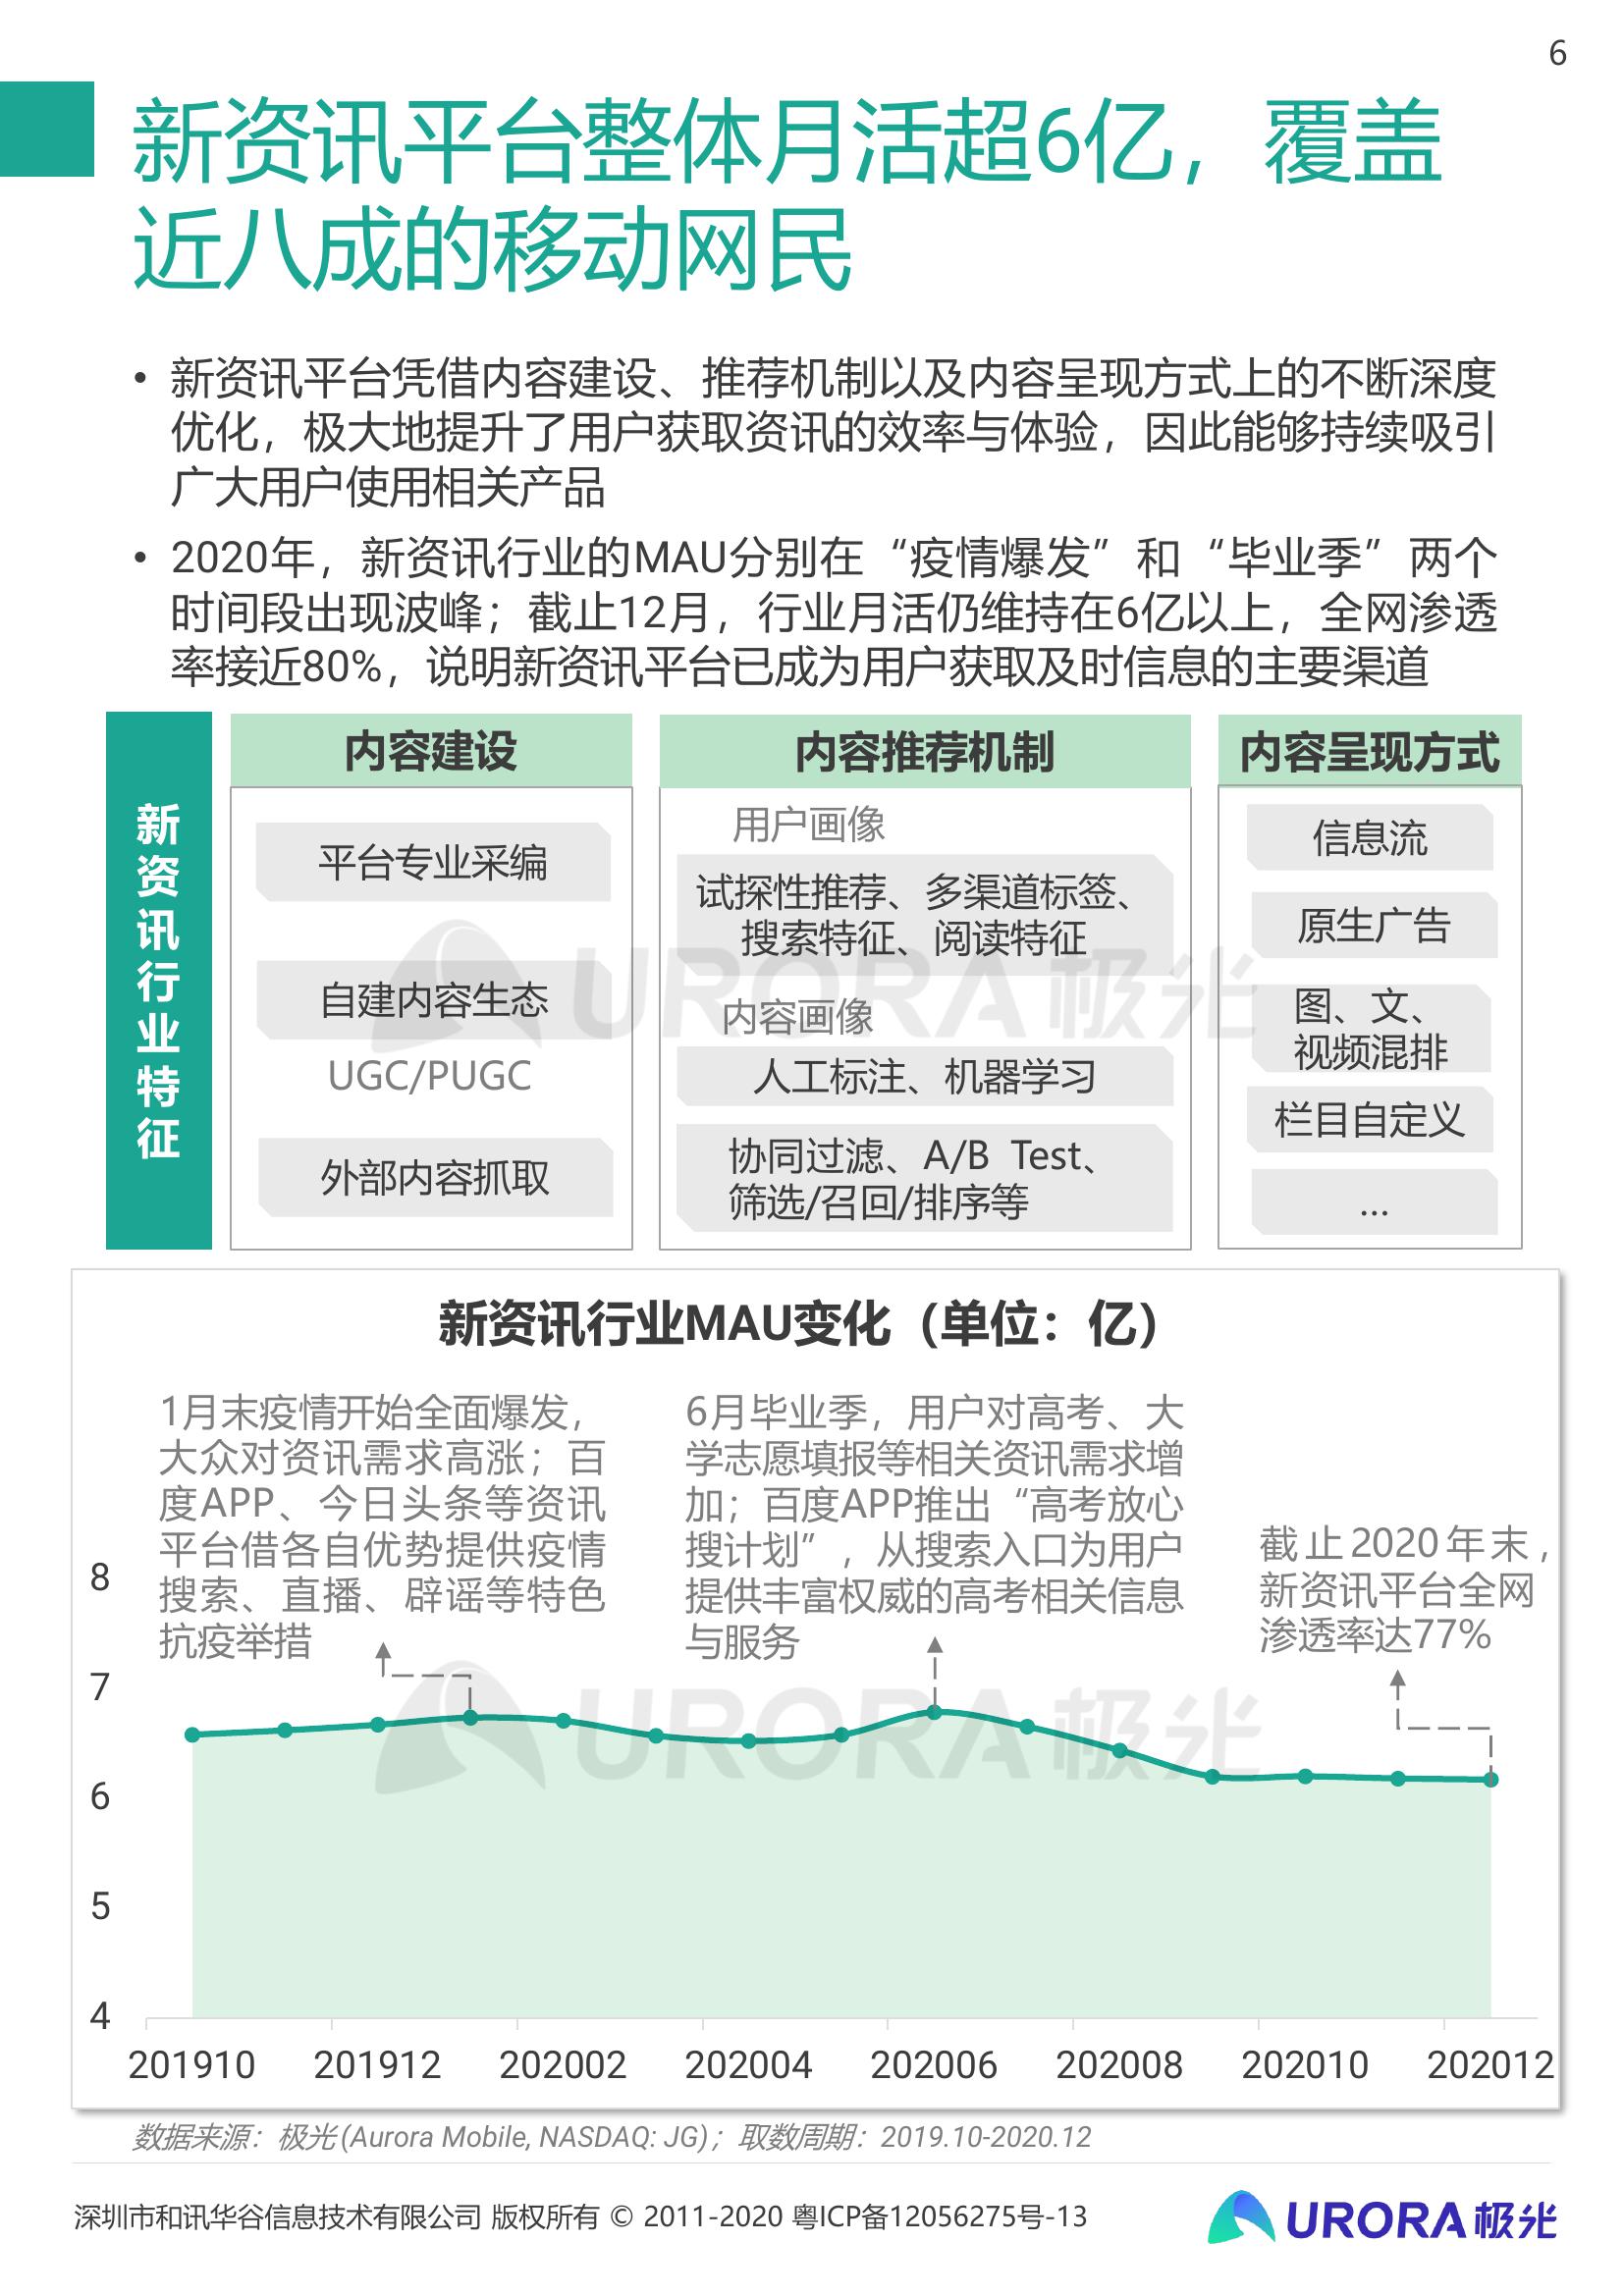 6
新资讯平台整体月活超6亿，覆盖
近八成的移动网民
• 新资讯平台凭借内容建设、推荐机制以及内容呈现方式上的不断深度
优化，极大地提升了用户获取资讯的效率与体验，因此能够持续吸引
广大用户使用相关产品
• 2020年，新资讯行业的MAU分别在“疫情爆发”和“毕业季”两个
时间段出现波峰；截止12月，行业月活仍维持在6亿以上，全网渗透
率接近80%，说明新资讯平台已成为用户获取及时信息的主要渠道
新资讯行业特征
内容建设
平台专业采编
自建内容生态
UGC/PUGC
外部内容抓取
内容推荐机制
用户画像
试探性推荐、多渠道标签、
搜索特征、阅读特征
内容画像
人工标注、机器学习
协同过滤、A/B Test、
筛选/召回/排序等
内容呈现方式
信息流
原生广告
图、文、
视频混排
栏目自定义
...
URORA极光
新资讯行业MAU变化（单位：亿）
1月末疫情开始全面爆发，
大众对资讯需求高涨；百
度APP、今日头条等资讯
平台借各自优势提供疫情
搜索、直播、辟谣等特色
抗疫举措
6月毕业季，用户对高考、大
学志愿填报等相关资讯需求增
加；百度APP推出“高考放心
搜计划”，从搜索入口为用户
提供丰富权威的高考相关信息
与服务
截止2020年末，
新资讯平台全网
渗透率达77%
8
7
6
5
4
URORA极光
201910 201912 202002 202004 202006 202008 202010 202012
数据来源：极光(Aurora Mobile, NASDAQ: JG)；取数周期：2019.10-2020.12
深圳市和讯华谷信息技术有限公司 版权所有 © 2011-2020 粤ICP备12056275号-13
URORA极光